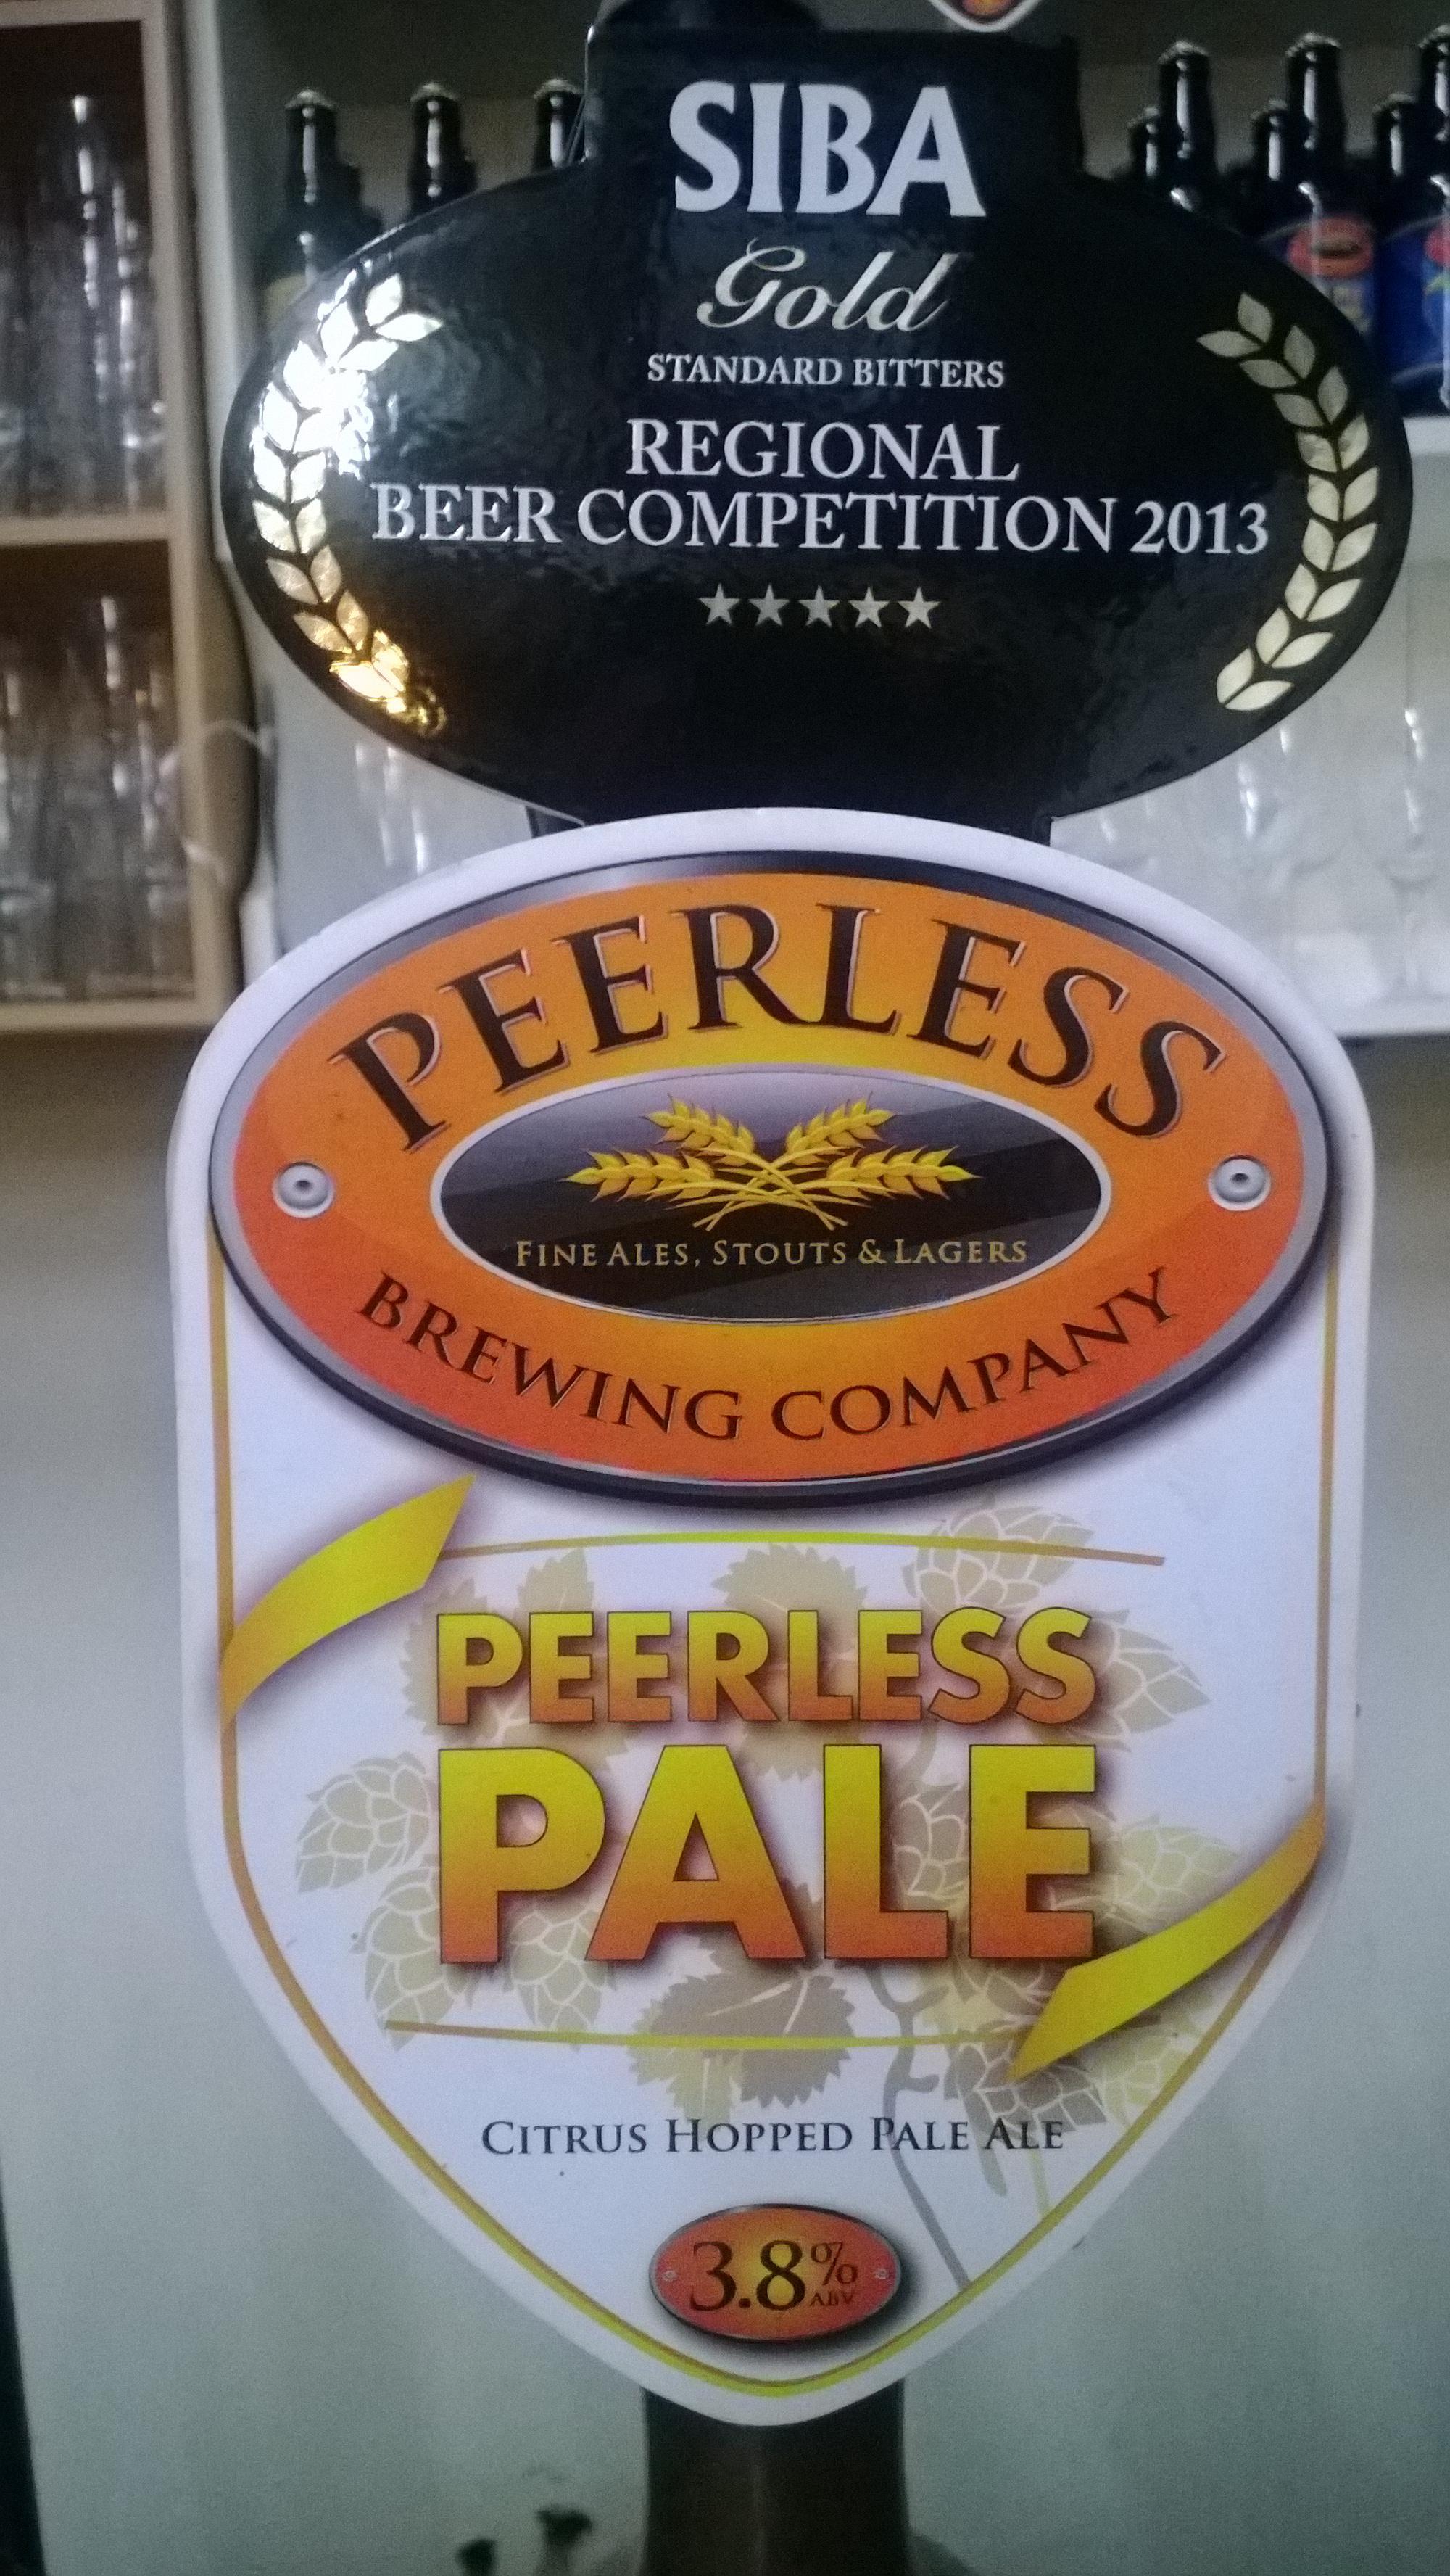 SIBA
Gold
STANDARD BITTERS
REGIONAL
BEER COMPETITION 2013
PEERLESS
FINE ALES, STOUTS & LAGERS
BREWING COMPANY
PEERLESS
PALE
CITRUS HOPPED PALE ALE
3.8% ABV